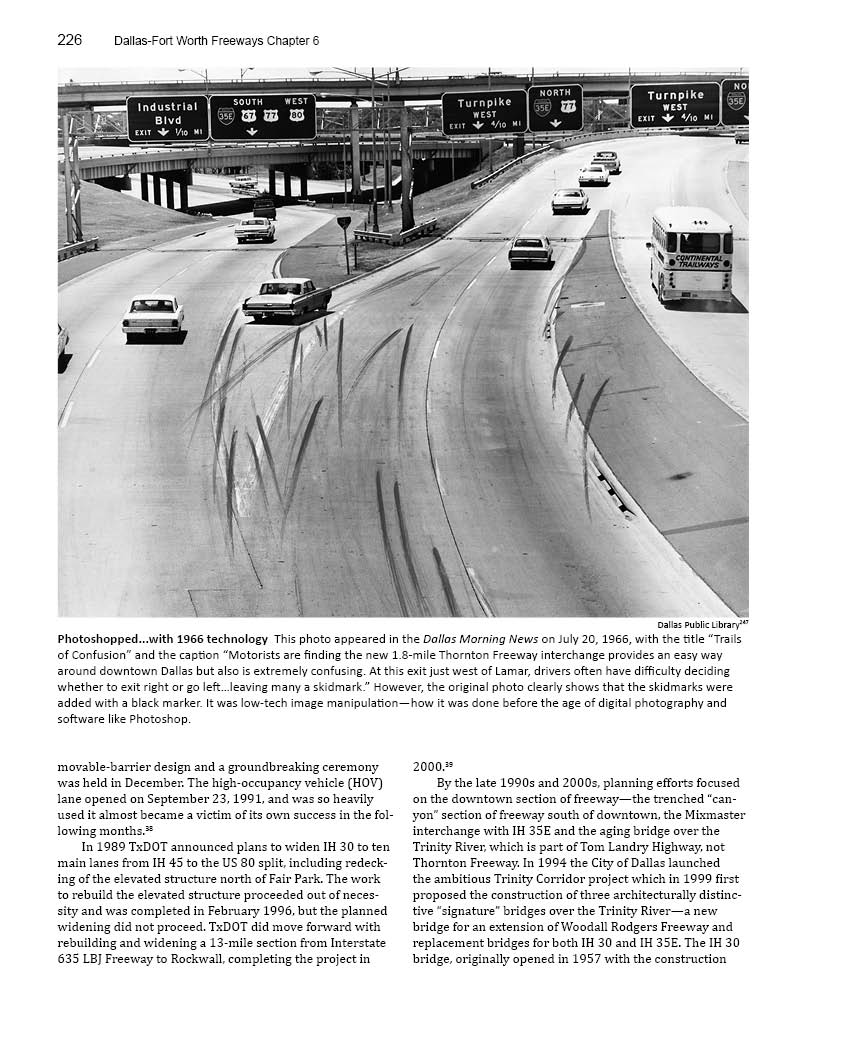 226 Dallas-Fort Worth Freeways Chapter 6
Industrial
Blvd
EXIT 1/10 MI
SOUTH WEST
35E 67 77 80
Turnpike
WEST
EXIT 4/10 MI
NORTH
35E 77
Turnpike
WEST
EXIT 4/10 MI
NO
35E
CONTINENTAL
TRAILWAYS
Dallas Public Library247
Photoshopped...with 1966 technology This photo appeared in the Dallas Morning News on July 20, 1966, with the title “Trails
of Confusion” and the caption “Motorists are finding the new 1.8-mile Thornton Freeway interchange provides an easy way
around downtown Dallas but also is extremely confusing. At this exit just west of Lamar, drivers often have difficulty deciding
whether to exit right or go left...leaving many a skidmark.” However, the original photo clearly shows that the skidmarks were
added with a black marker. It was low-tech image manipulation—how it was done before the age of digital photography and
software like Photoshop.
movable-barrier design and a groundbreaking ceremony
was held in December. The high-occupancy vehicle (HOV)
lane opened on September 23, 1991, and was so heavily
used it almost became a victim of its own success in the fol-
lowing months.38
In 1989 TxDOT announced plans to widen IH 30 to ten
main lanes from IH 45 to the US 80 split, including redeck-
ing of the elevated structure north of Fair Park. The work
to rebuild the elevated structure proceeded out of neces-
sity and was completed in February 1996, but the planned
widening did not proceed. TxDOT did move forward with
rebuilding and widening a 13-mile section from Interstate
635 LBJ Freeway to Rockwall, completing the project in
2000.39
By the late 1990s and 2000s, planning efforts focused
on the downtown section of freeway—the trenched “can-
yon” section of freeway south of downtown, the Mixmaster
interchange with IH 35E and the aging bridge over the
Trinity River, which is part of Tom Landry Highway, not
Thornton Freeway. In 1994 the City of Dallas launched
the ambitious Trinity Corridor project which in 1999 first
proposed the construction of three architecturally distinc-
tive “signature” bridges over the Trinity River—a new
bridge for an extension of Woodall Rodgers Freeway and
replacement bridges for both IH 30 and IH 35E. The IH 30
bridge, originally opened in 1957 with the construction